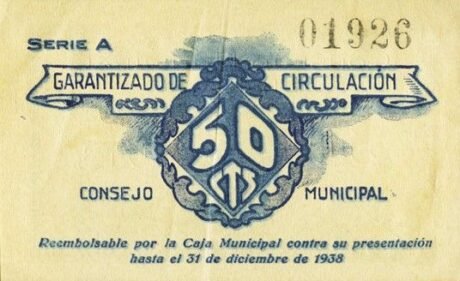 SERIE A
01926
GARANTIZADO DE CIRCULACIÓN
50
CTS
CONSEJO MUNICIPAL
Reembolsable por la Caja Municipal contra su presentación
hasta el 31 de diciembre de 1938